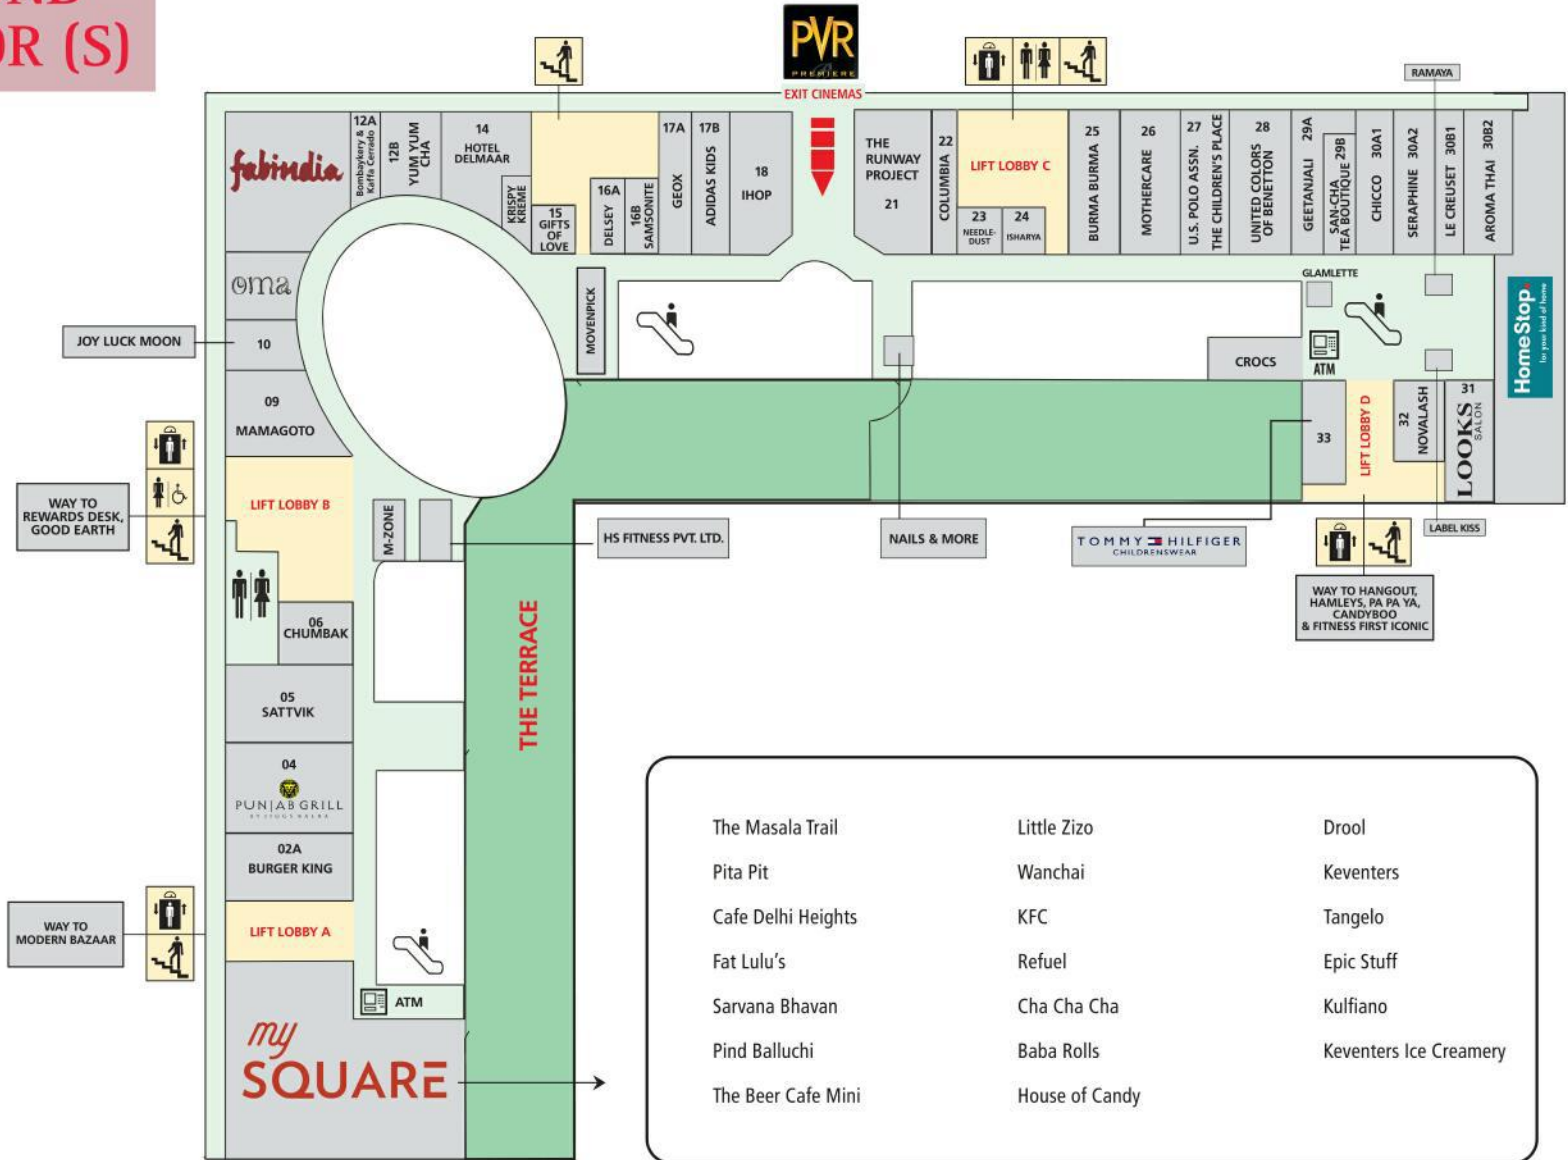 OR (S)
PVR
PREMIERE
EXIT CINEMAS
RAMAYA
fabindia
12A
Bombaykery &
Kaffa Cerrado
12B
YUM YUM
CHA
14
HOTEL
DELMAAR
KRISPY
KREME
15
GIFTS
OF
LOVE
16A
DELSEY
16B
SAMSONITE
17A
GEOX
17B
ADIDAS KIDS
18
IHOP
THE
RUNWAY
PROJECT
21
22
COLUMBIA
LIFT LOBBY C
23
NEEDLE-
DUST
24
ISHARYA
25
BURMA BURMA
26
MOTHERCARE
27
U.S. POLO ASSN.
THE CHILDREN'S PLACE
28
UNITED COLORS
OF BENETTON
GEETANJALI 29A
SAN-CHA
TEA BOUTIQUE 29B
CHICCO 30A1
SERAPHINE 30A2
LE CREUSET 30B1
AROMA THAI 30B2
oma
GLAMLETTE
HomeStop.
for your kind of home
MOVENPICK
JOY LUCK MOON
10
CROCS
ATM
09
MAMAGOTO
33
LIFT LOBBY D
32
NOVALASH
31
LOOKS
SALON
WAY TO
REWARDS DESK,
GOOD EARTH
LIFT LOBBY B
M-ZONE
HS FITNESS PVT. LTD.
NAILS & MORE
TOMMY HILFIGER
CHILDRENSWEAR
LABEL KISS
WAY TO HANGOUT,
HAMLEYS, PA PA YA,
CANDYBOO
& FITNESS FIRST ICONIC
06
CHUMBAK
05
SATTVIK
THE TERRACE
04
PUNJAB GRILL
02A
BURGER KING
WAY TO
MODERN BAZAAR
LIFT LOBBY A
ATM
my
SQUARE
The Masala Trail
Pita Pit
Cafe Delhi Heights
Fat Lulu's
Sarvana Bhavan
Pind Balluchi
The Beer Cafe Mini
Little Zizo
Wanchai
KFC
Refuel
Cha Cha Cha
Baba Rolls
House of Candy
Drool
Keventers
Tangelo
Epic Stuff
Kulfiano
Keventers Ice Creamery